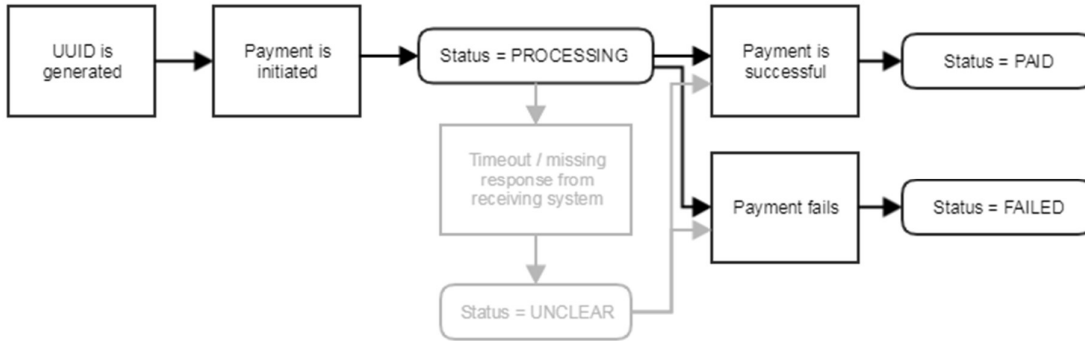 UUID is
generated
Payment is
initiated
Status = PROCESSING
Payment is
successful
Status = PAID
Timeout / missing
response from
receiving system
Payment fails
Status = FAILED
Status = UNCLEAR